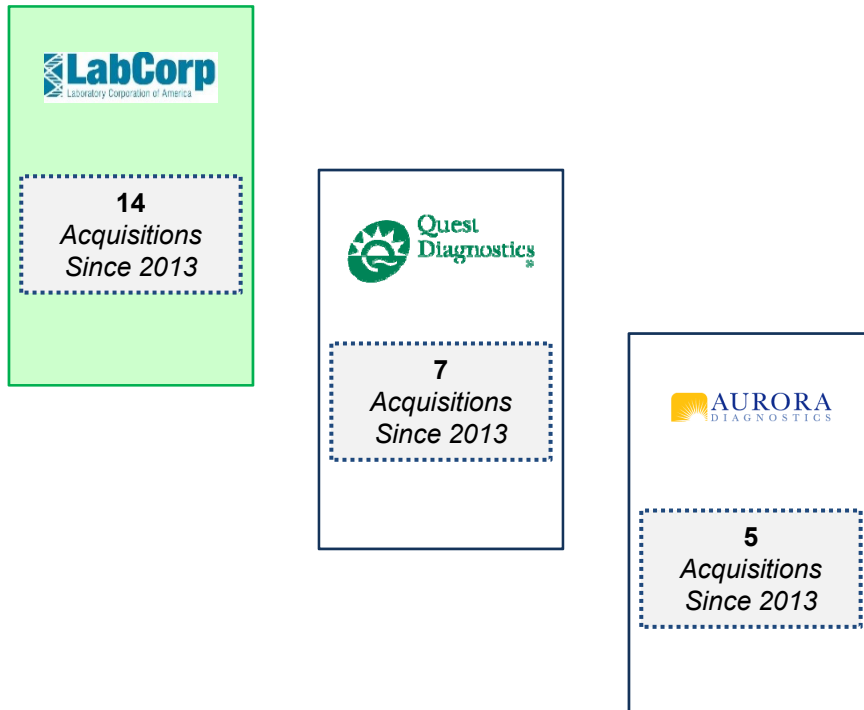 LabCorp
Laboratory Corporation of America
14
Acquisitions
Since 2013
Quest
Diagnostics
®
7
Acquisitions
Since 2013
AURORA
DIAGNOSTICS
5
Acquisitions
Since 2013